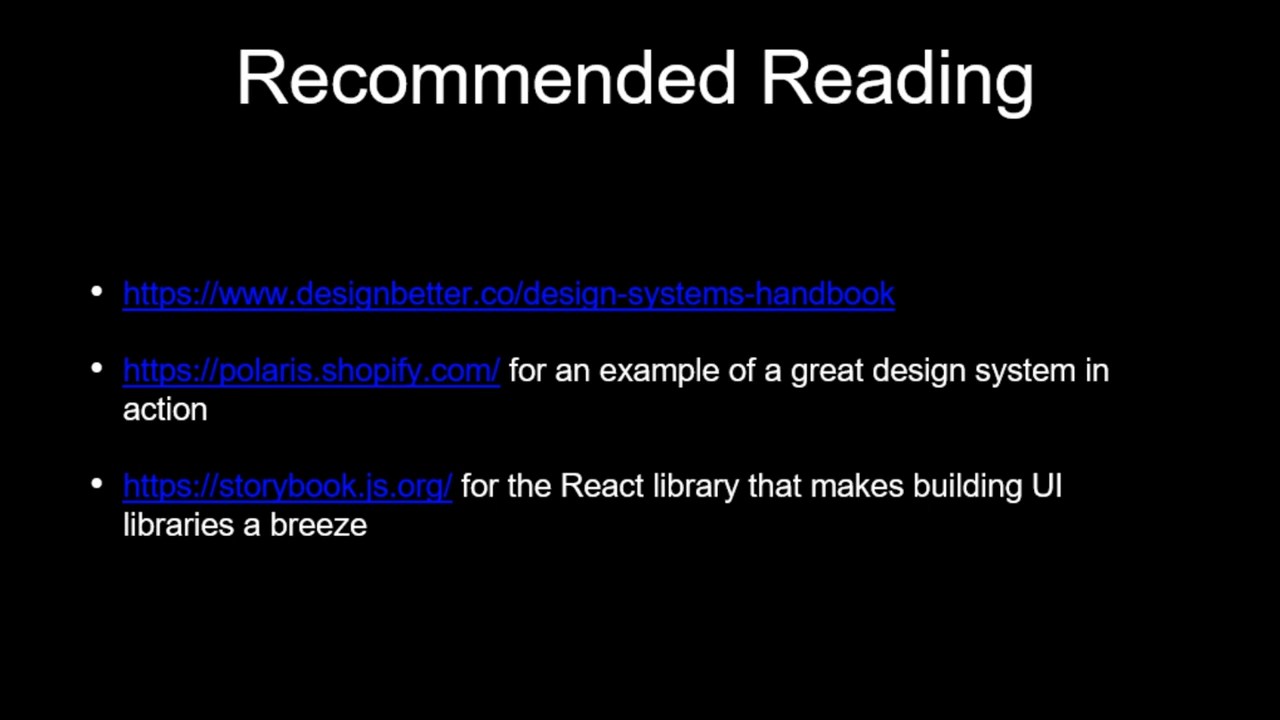 Recommended Reading
• https://www.designbetter.co/design-systems-handbook
• https://polaris.shopify.com/ for an example of a great design system in
action
• https://storybook.js.org/ for the React library that makes building UI
libraries a breeze